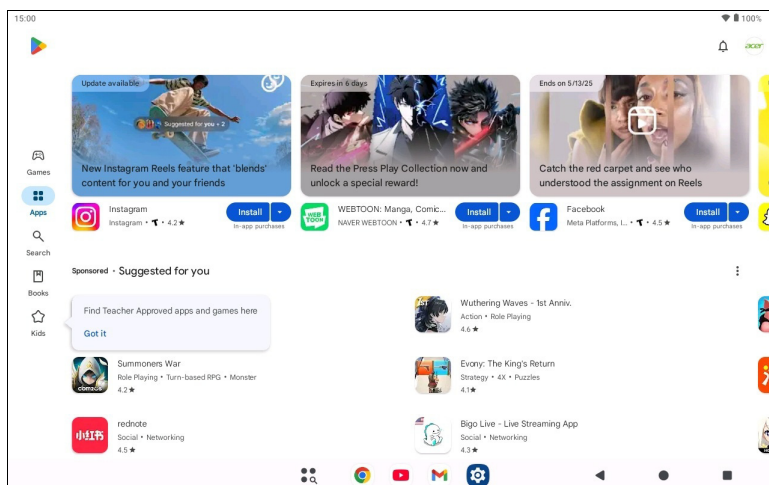 15:00
100%
acer
Update available
Suggested for you • 2
New Instagram Reels feature that 'blends'
content for you and your friends
Expires in 6 days
Read the Press Play Collection now and
unlock a special reward!
Ends on 5/13/25
Catch the red carpet and see who
understood the assignment on Reels
Instagram
Instagram • T • 4.2★
Install
In-app purchases
WEB
TOON
WEBTOON: Manga, Comic...
NAVER WEBTOON • T • 4.7★
Install
In-app purchases
Facebook
Meta Platforms, I... • T • 4.5★
Install
In-app purchases
Games
Apps
Search
Books
Kids
Sponsored • Suggested for you
Find Teacher Approved apps and games here
Got it
Wuthering Waves - 1st Anniv.
Action • Role Playing
4.6★
com2us
Summoners War
Role Playing • Turn-based RPG • Monster
4.2★
Evony: The King's Return
Strategy • 4X • Puzzles
4.1★
小红书
rednote
Social • Networking
4.5★
Bigo Live - Live Streaming App
Social • Networking
4.3★